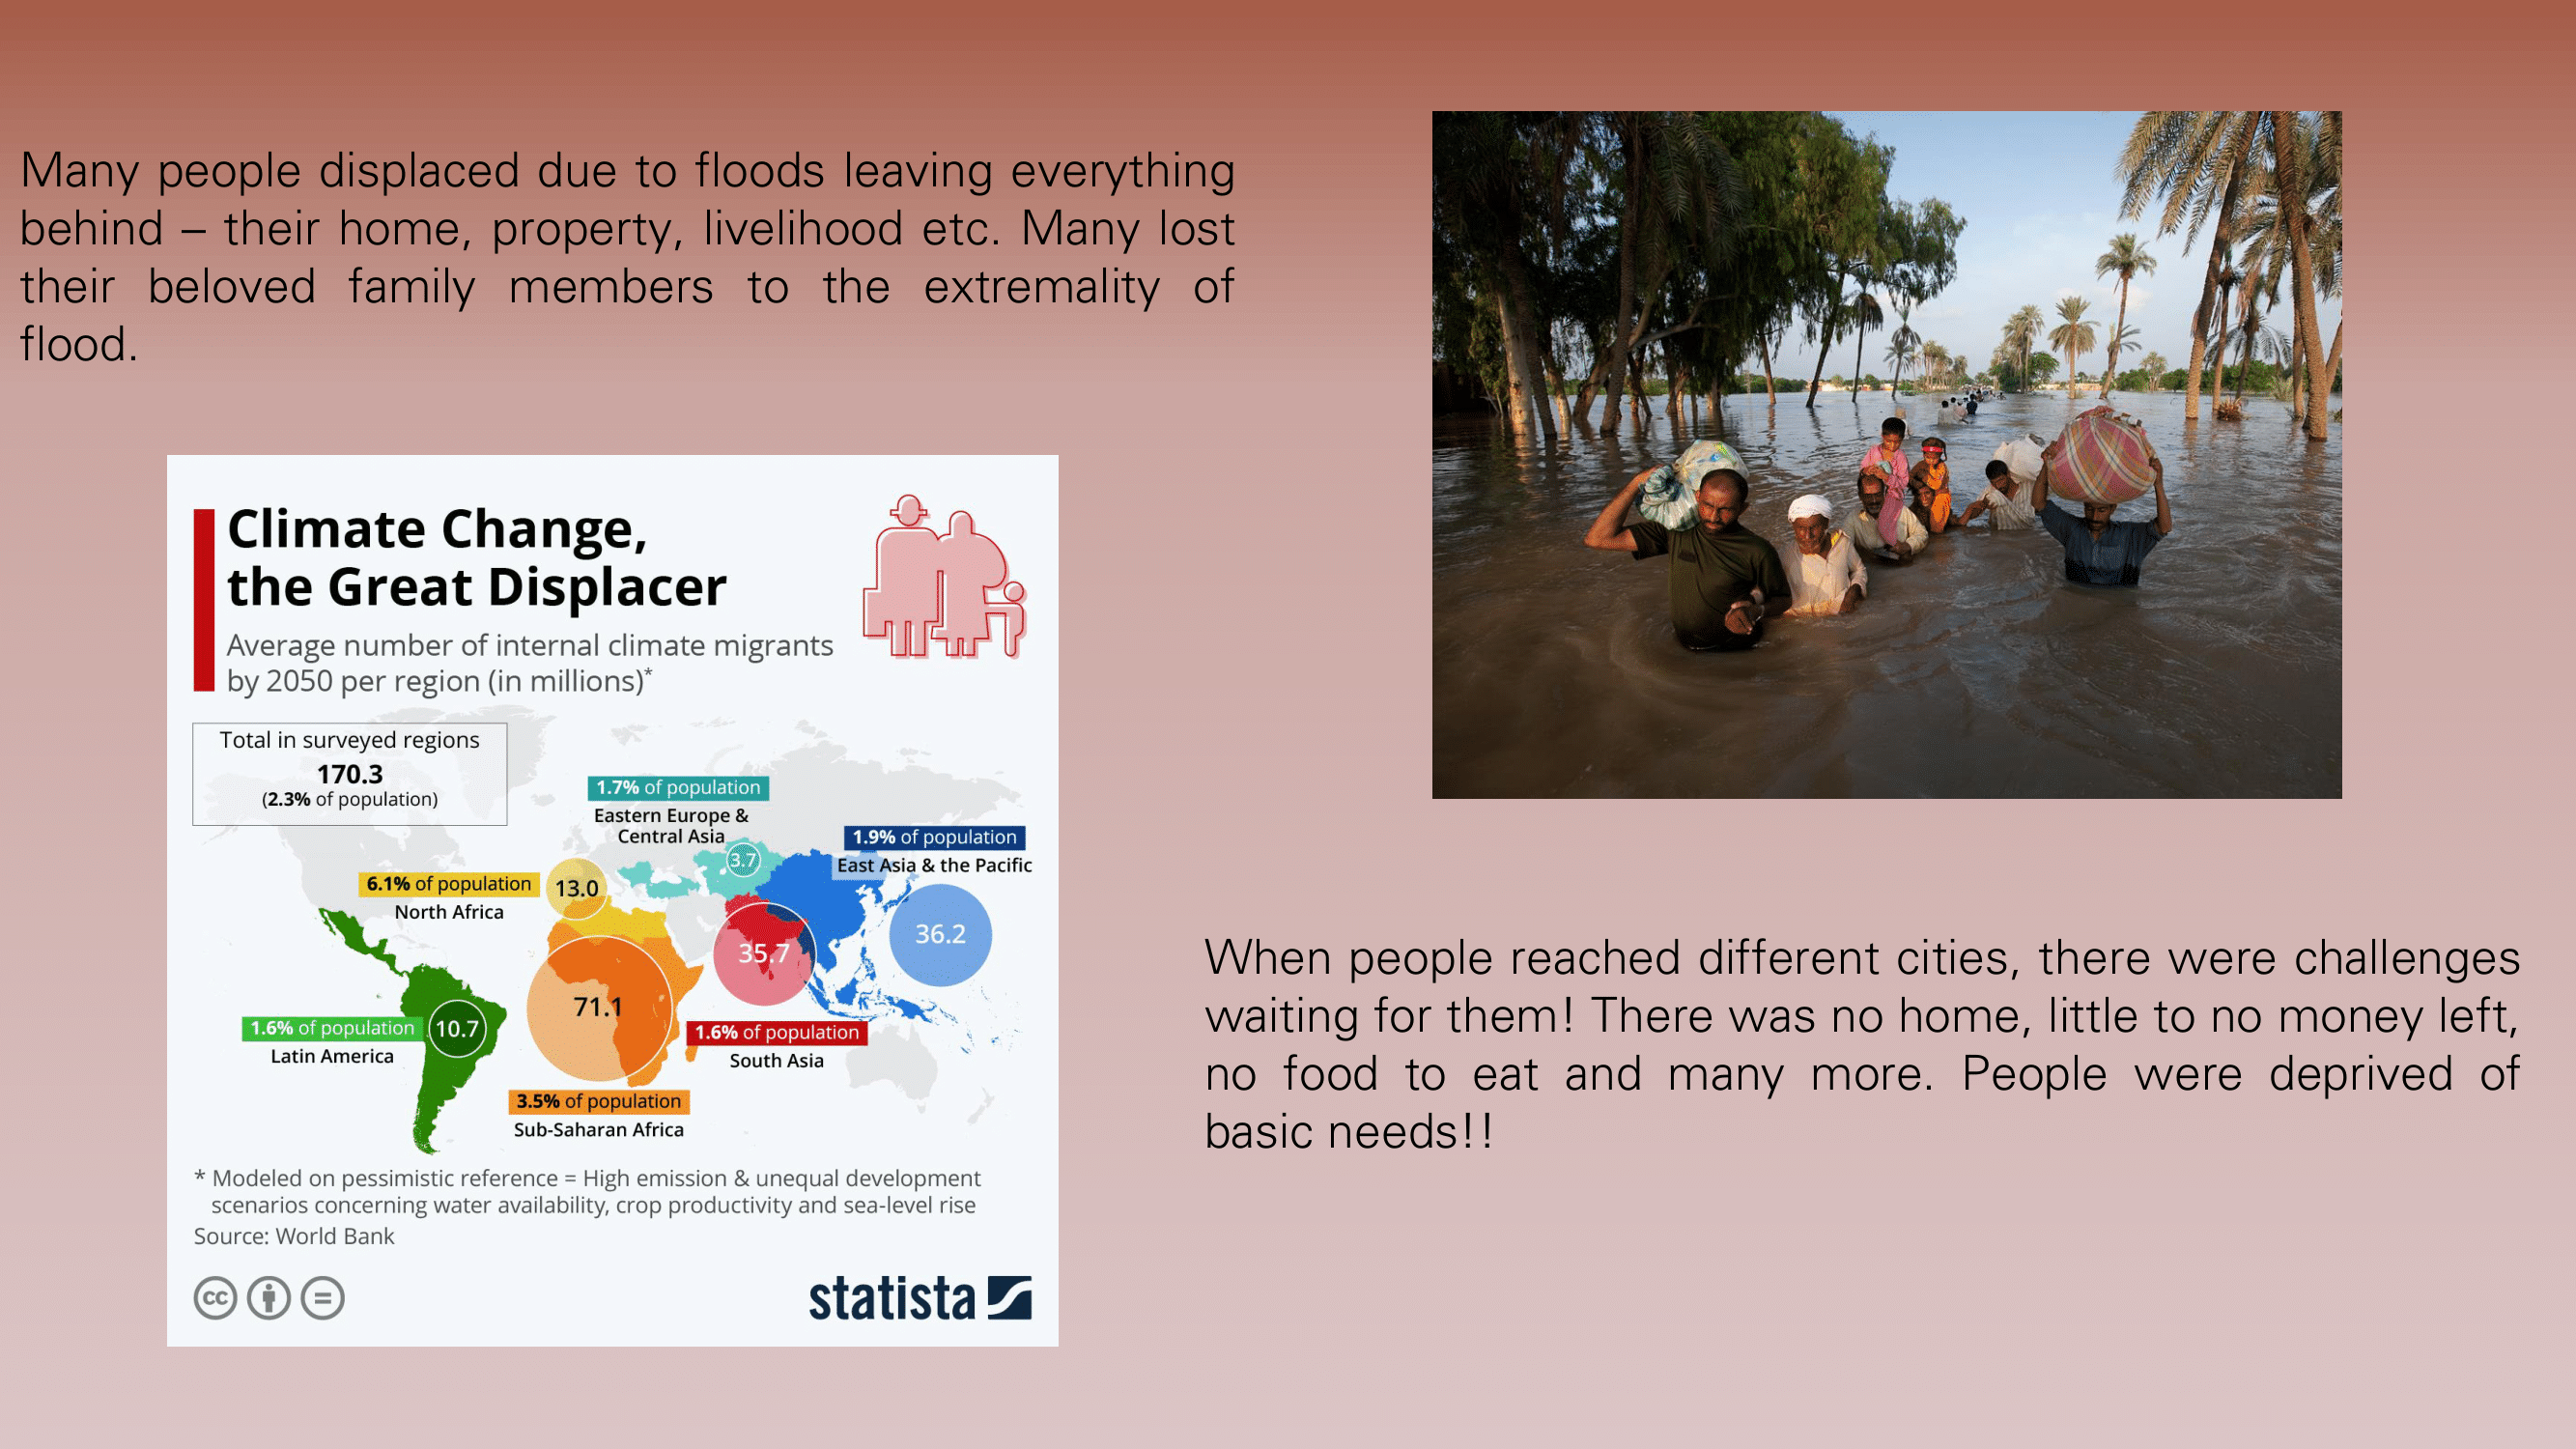 Many people displaced due to floods leaving everything
behind – their home, property, livelihood etc. Many lost
their beloved family members to the extremality of
flood.
Climate Change,
the Great Displacer
Average number of internal climate migrants
by 2050 per region (in millions)*
Total in surveyed regions
170.3
(2.3% of population)
1.7% of population
Eastern Europe &
Central Asia
3.7
1.9% of population
East Asia & the Pacific
36.2
6.1% of population
North Africa
13.0
35.7
1.6% of population
South Asia
71.1
3.5% of population
Sub-Saharan Africa
1.6% of population
Latin America
10.7
* Modeled on pessimistic reference = High emission & unequal development
scenarios concerning water availability, crop productivity and sea-level rise
Source: World Bank
cc
statista
When people reached different cities, there were challenges
waiting for them! There was no home, little to no money left,
no food to eat and many more. People were deprived of
basic needs!!